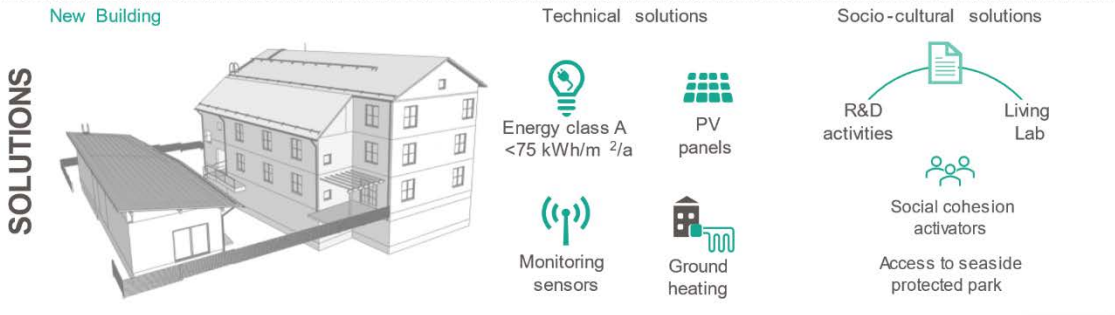 New Building
Technical solutions
Socio-cultural solutions
SOLUTIONS
Energy class A
<75 kWh/m ²/a
PV
panels
R&D
activities
Living
Lab
Monitoring
sensors
Ground
heating
Social cohesion
activators
Access to seaside
protected park